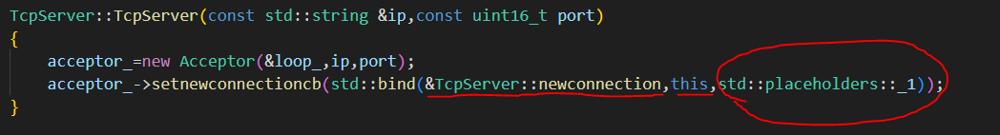 TcpServer::TcpServer(const std::string &ip,const uint16_t port)
{
    acceptor_=new Acceptor(&loop_,ip,port);
    acceptor_->setnewconnectioncb(std::bind(&TcpServer::newconnection,this,std::placeholders::_1));
}